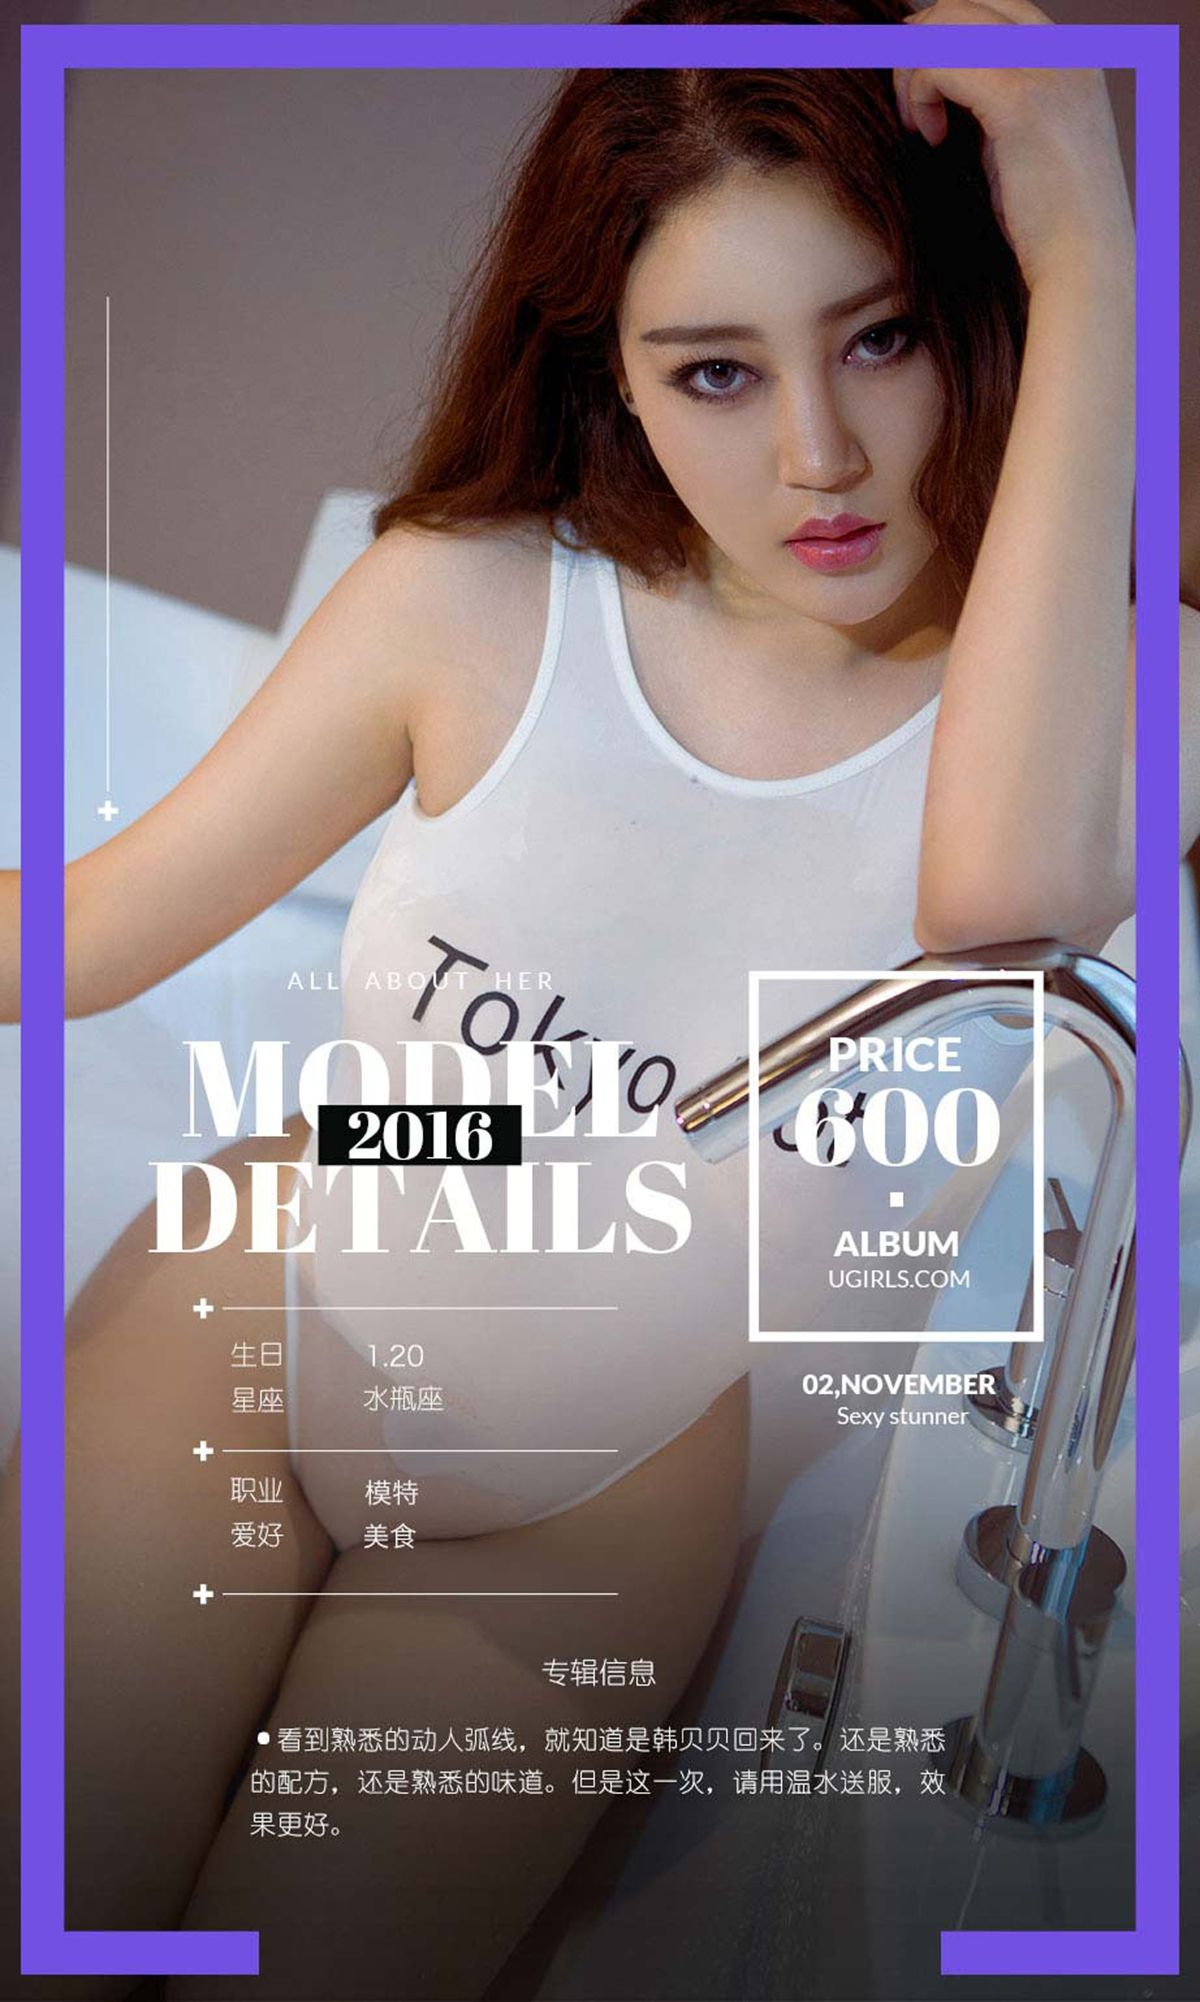 ALL ABOUT HER
Tokyo
MODEL
2016
DETAILS
PRICE
600
ALBUM
UGIRLS.COM
02,NOVEMBER
Sexy stunner
生日 1.20
星座 水瓶座
职业 模特
爱好 美食
专辑信息
●看到熟悉的动人弧线，就知道是韩贝贝回来了。还是熟悉
的配方，还是熟悉的味道。但是这一次，请用温水送服，效
果更好。